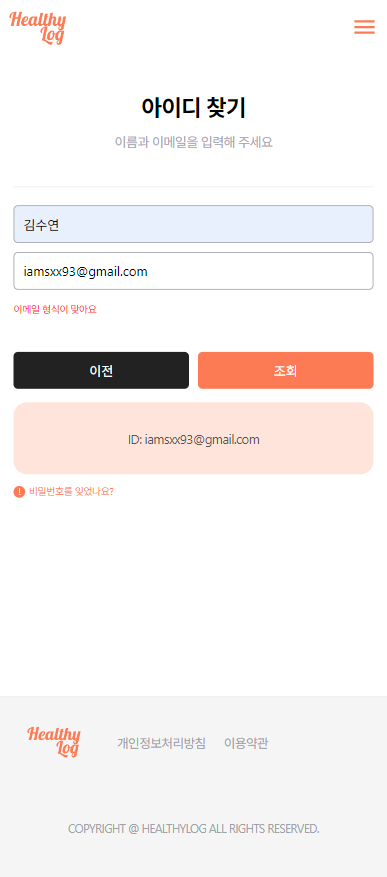 Healthy
Log
아이디 찾기
이름과 이메일을 입력해 주세요
김수연
iamsxx93@gmail.com
이메일 형식이 맞아요
이전
조회
ID: iamsxx93@gmail.com
! 비밀번호를 잊었나요?
Healthy
Log
개인정보처리방침 이용약관
COPYRIGHT @ HEALTHYLOG ALL RIGHTS RESERVED.